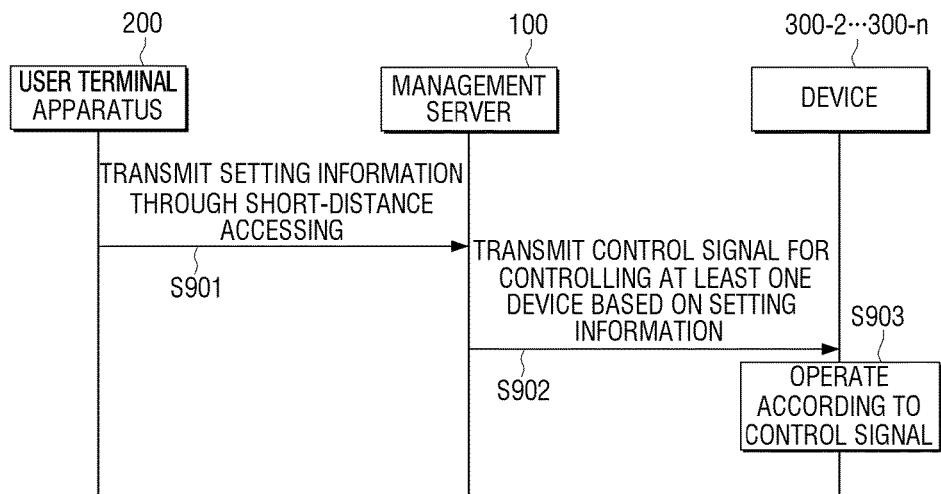 200
100
300-2···300-n
USER TERMINAL
APPARATUS
MANAGEMENT
SERVER
DEVICE
TRANSMIT SETTING INFORMATION
THROUGH SHORT-DISTANCE
ACCESSING
S901
TRANSMIT CONTROL SIGNAL FOR
CONTROLLING AT LEAST ONE
DEVICE BASED ON SETTING
INFORMATION
S902
S903
OPERATE
ACCORDING TO
CONTROL SIGNAL